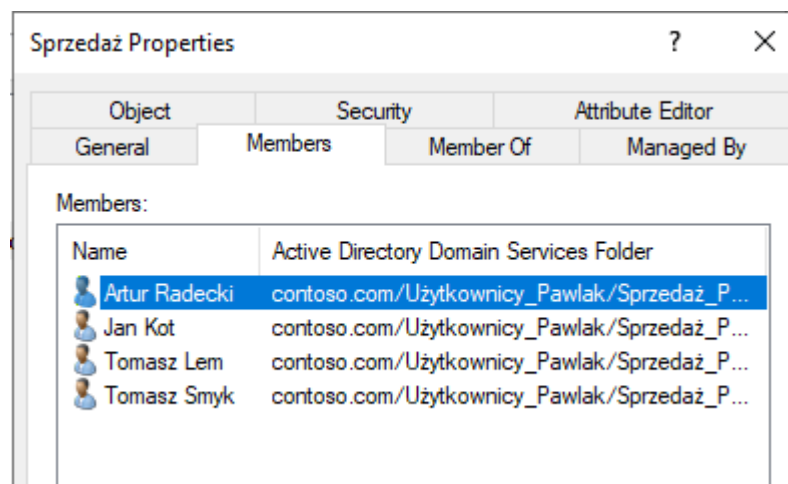 Sprzedaż Properties ?
Object Security Attribute Editor
General Members Member Of Managed By
Members:
Name Active Directory Domain Services Folder
Artur Radecki contoso.com/Użytkownicy_Pawlak/Sprzedaż_P...
Jan Kot contoso.com/Użytkownicy_Pawlak/Sprzedaż_P...
Tomasz Lem contoso.com/Użytkownicy_Pawlak/Sprzedaż_P...
Tomasz Smyk contoso.com/Użytkownicy_Pawlak/Sprzedaż_P...